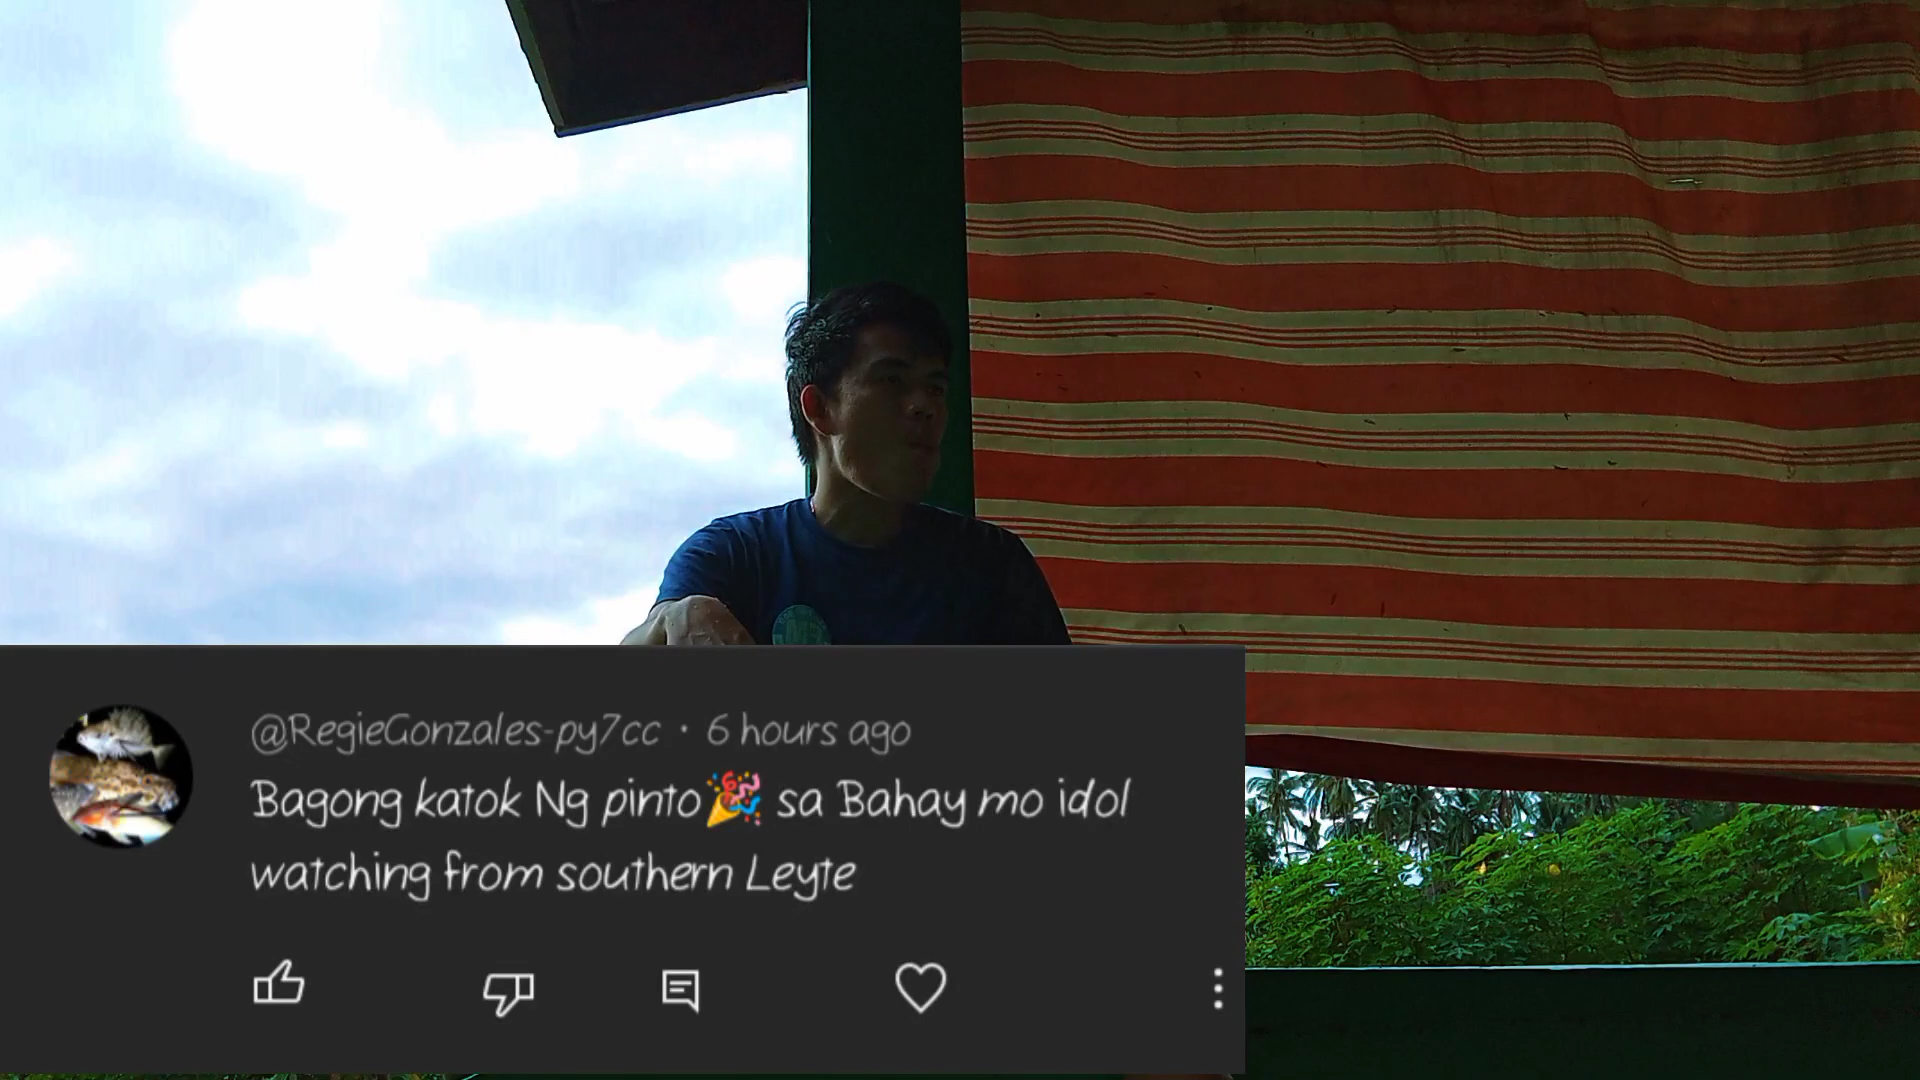 @RegieGonzales-py7cc · 6 hours ago
Bagong katok Ng pinto🎉 sa Bahay mo idol
watching from southern Leyte